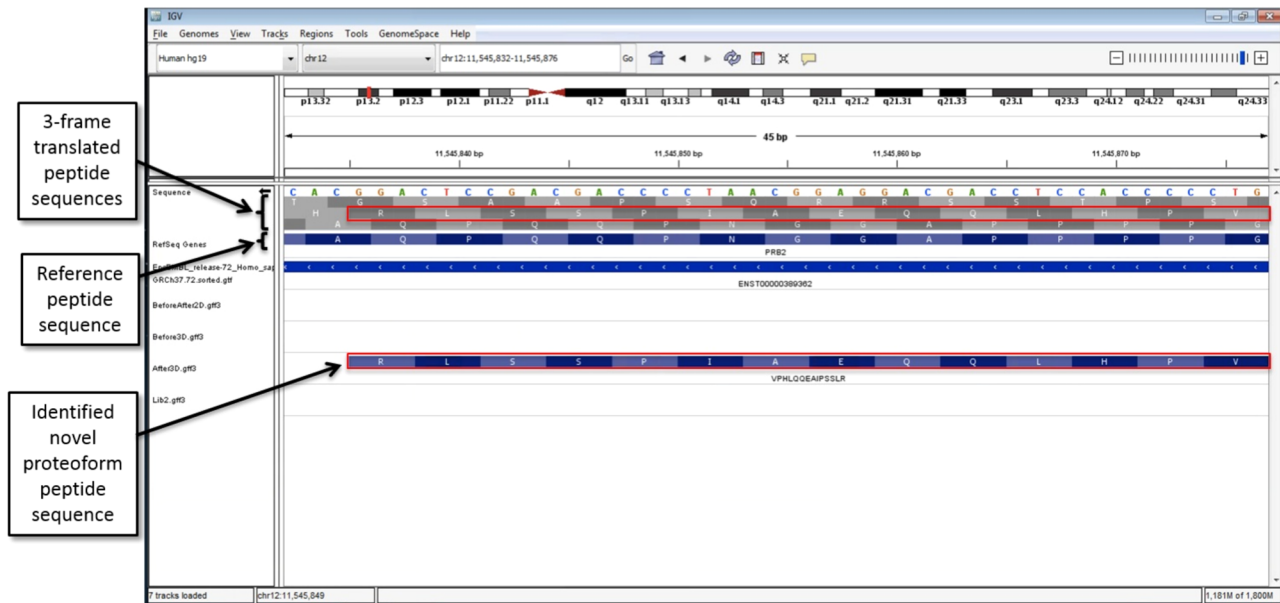 IGV
File Genomes View Tracks Regions Tools GenomeSpace Help
Human hg19 chr12 chr12:11,545,832-11,545,876 Go
p13.32 p13.2 p12.3 p12.1 p11.22 p11.1 q12 q13.11 q13.13 q14.1 q14.3 q21.1 q21.2 q21.31 q21.33 q23.1 q23.3 q24.12 q24.22 q24.31 q24.33
45 bp
11,545,840 bp 11,545,850 bp 11,545,860 bp 11,545,870 bp
3-frame
translated
peptide
sequences
Sequence
C A C G G A C T C C G A C G A C C C C T A A C G G A G G A C G A C C T C C A C C C C C T G
T G S A A P S Q R R S S T P S
H R L S S P I A E Q Q L H P V
A Q P Q Q P N G G A P P P P G
RefSeq Genes
A Q P Q Q P N G G A P P P P G
PRB2
Reference
peptide
sequence
GRCh37.72.sorted.gtf
ENST00000389362
BeforeAfter2D.gff3
Before3D.gff3
After3D.gff3
R L S S P I A E Q Q L H P V
VPHLQQEAIPSSLR
Lib2.gff3
Identified
novel
proteoform
peptide
sequence
7 tracks loaded chr12:11,545,849 1,181M of 1,800M